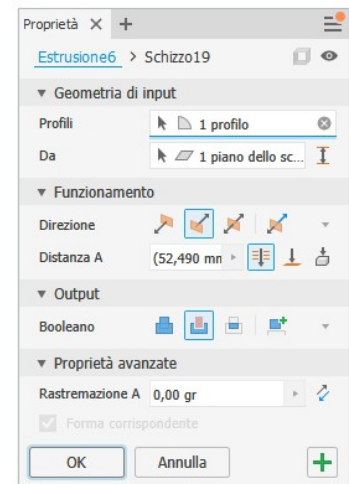 Proprietà × +
Estrusione6 > Schizzo19
Geometria di input
Profili 1 profilo
Da 1 piano dello sc...
Funzionamento
Direzione
Distanza A (52,490 mn
Output
Booleano
Proprietà avanzate
Rastremazione A 0,00 gr
Forma corrispondente
OK Annulla